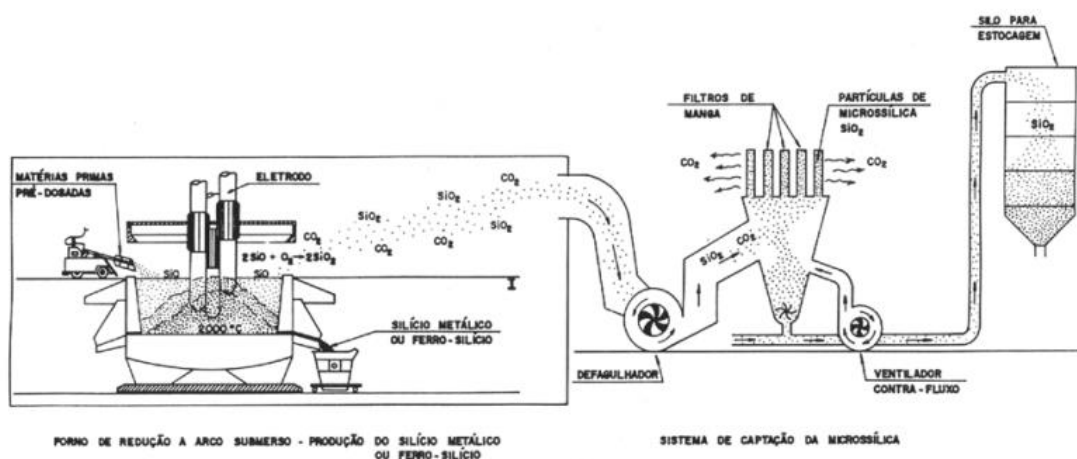 SILO PARA
ESTOCAGEM
FILTROS DE
MANGA
PARTÍCULAS DE
MICROSSÍLICA
SiO₂
SiO₂
CO₂
CO₂
MATÉRIAS PRIMAS
PRÉ-DOSADAS
ELETRODO
CO₂
SiO₂
SiO₂
SiO₂
CO₂
CO₂
CO₂
2SiO + O₂→2SiO₂
SiO
SiO
2000 °C
SiO₂
CO₂
SILÍCIO METÁLICO
OU FERRO-SILÍCIO
DEFAGULHADOR
VENTILADOR
CONTRA-FLUXO
FORNO DE REDUÇÃO A ARCO SUBMERSO - PRODUÇÃO DO SILÍCIO METÁLICO
OU FERRO-SILÍCIO
SISTEMA DE CAPTAÇÃO DA MICROSSÍLICA